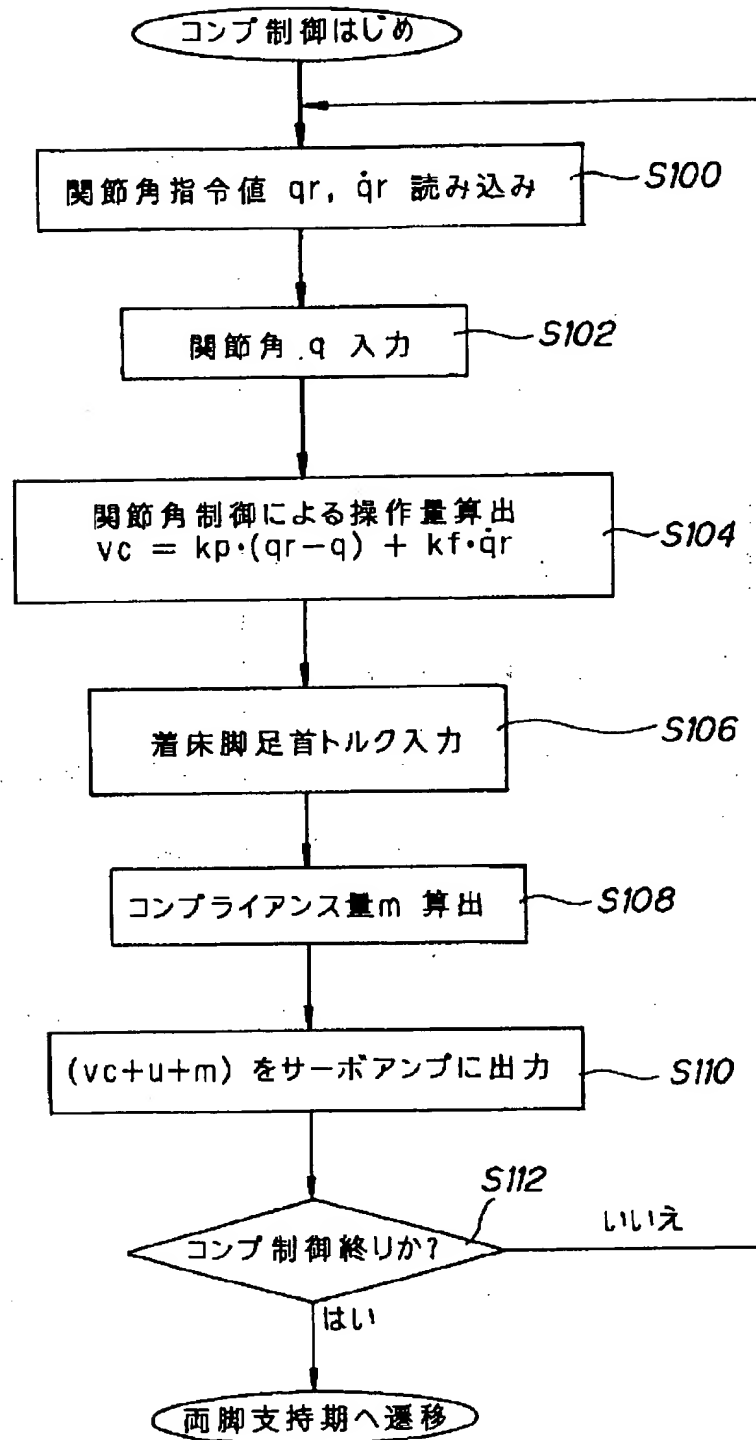 コンプ制御はじめ
関節角指令値 qr, q̇r 読み込み
S100
関節角 q 入力
S102
関節角制御による操作量算出
vc = kp・(qr−q) + kf・q̇r
S104
着床脚足首トルク入力
S106
コンプライアンス量m 算出
S108
(vc+u+m) をサーボアンプに出力
S110
S112
コンプ制御終りか?
いいえ
はい
両脚支持期へ遷移